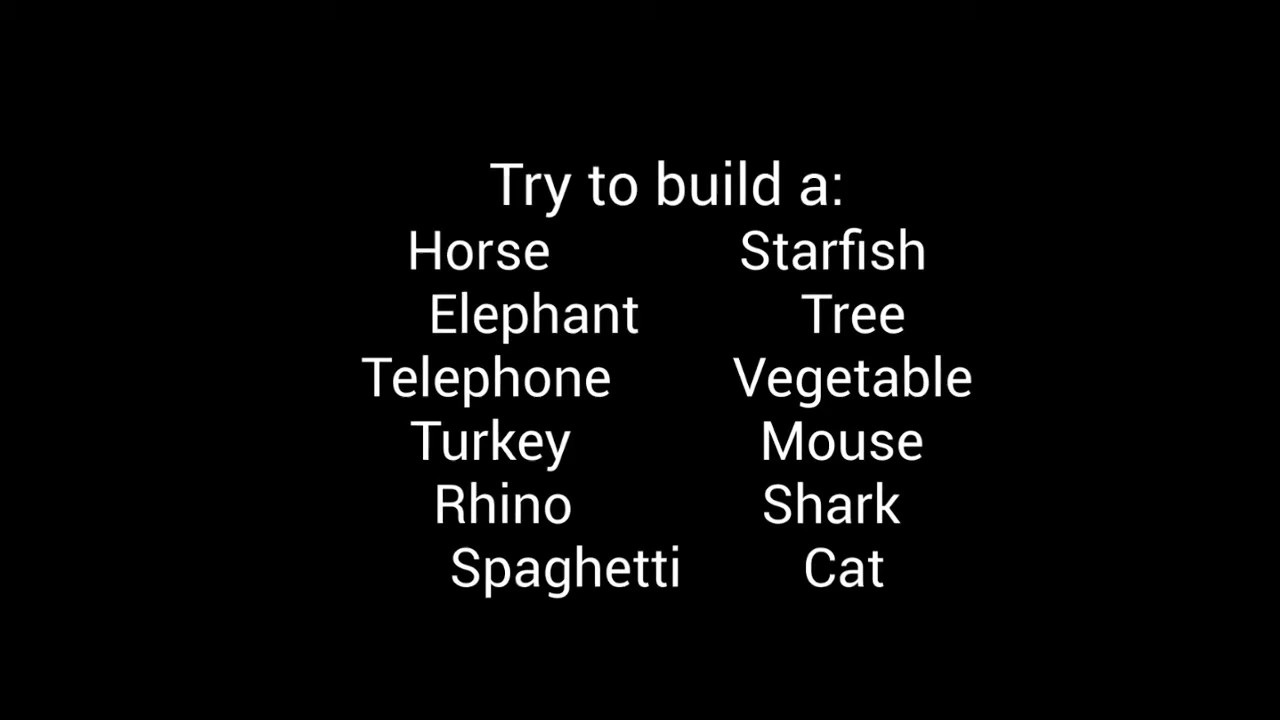 Try to build a:
Horse Starfish
Elephant Tree
Telephone Vegetable
Turkey Mouse
Rhino Shark
Spaghetti Cat